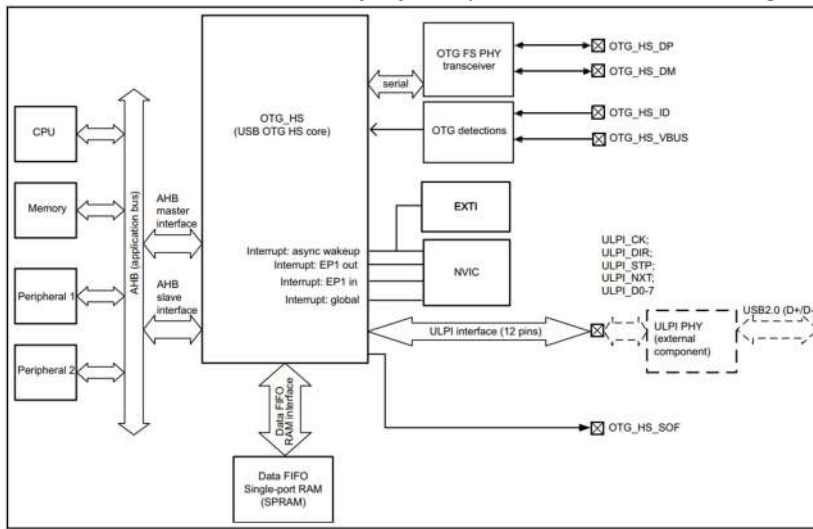 OTG FS PHY
transceiver
OTG_HS_DP
OTG_HS_DM
serial
OTG_HS
(USB OTG HS core)
OTG detections
OTG_HS_ID
OTG_HS_VBUS
CPU
Memory
Peripheral 1
Peripheral 2
AHB (application bus)
AHB
master
interface
AHB
slave
interface
EXTI
NVIC
Interrupt: async wakeup
Interrupt: EP1 out
Interrupt: EP1 in
Interrupt: global
ULPI_CK;
ULPI_DIR;
ULPI_STP;
ULPI_NXT;
ULPI_D0-7
ULPI interface (12 pins)
ULPI PHY
(external
component)
USB2.0 (D+/D-
OTG_HS_SOF
Data FIFO
RAM interface
Data FIFO
Single-port RAM
(SPRAM)